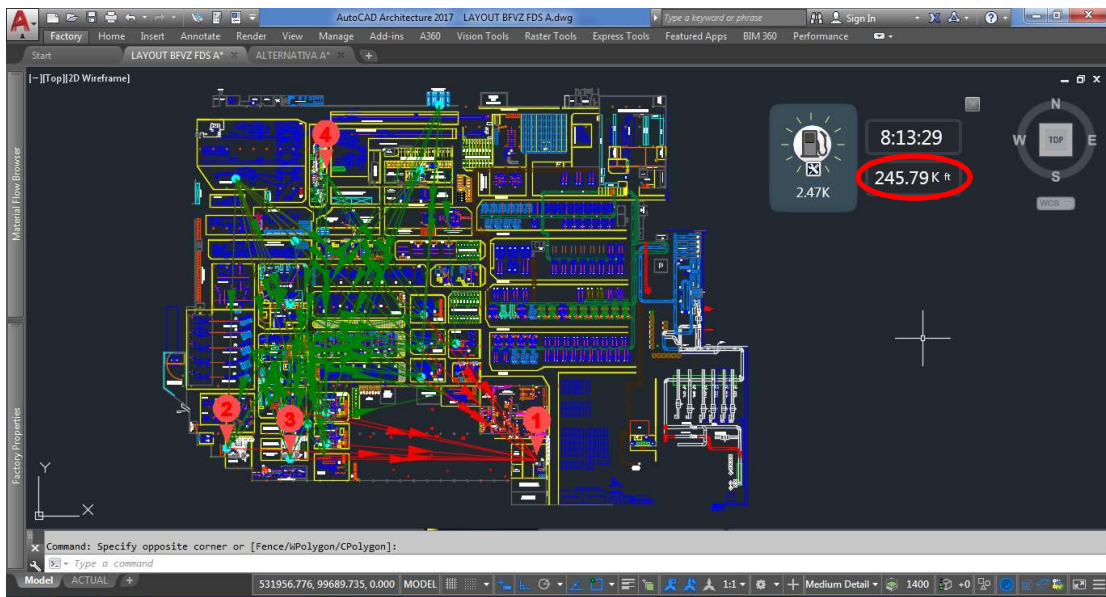 AutoCAD Architecture 2017 LAYOUT BFVZ FDS A.dwg
Type a keyword or phrase
Sign In
Factory Home Insert Annotate Render View Manage Add-ins A360 Vision Tools Raster Tools Express Tools Featured Apps BIM 360 Performance
Start LAYOUT BFVZ FDS A* ALTERNATIVA A*
[–][Top][2D Wireframe]
Material Flow Browser
Factory Properties
4
2
3
1
2.47K
8:13:29
245.79 K ft
N
W TOP E
S
WCS
Y
X
Command: Specify opposite corner or [Fence/WPolygon/CPolygon]:
Type a command
Model ACTUAL +
531956.776, 99689.735, 0.000 MODEL 1:1 Medium Detail 1400 +0